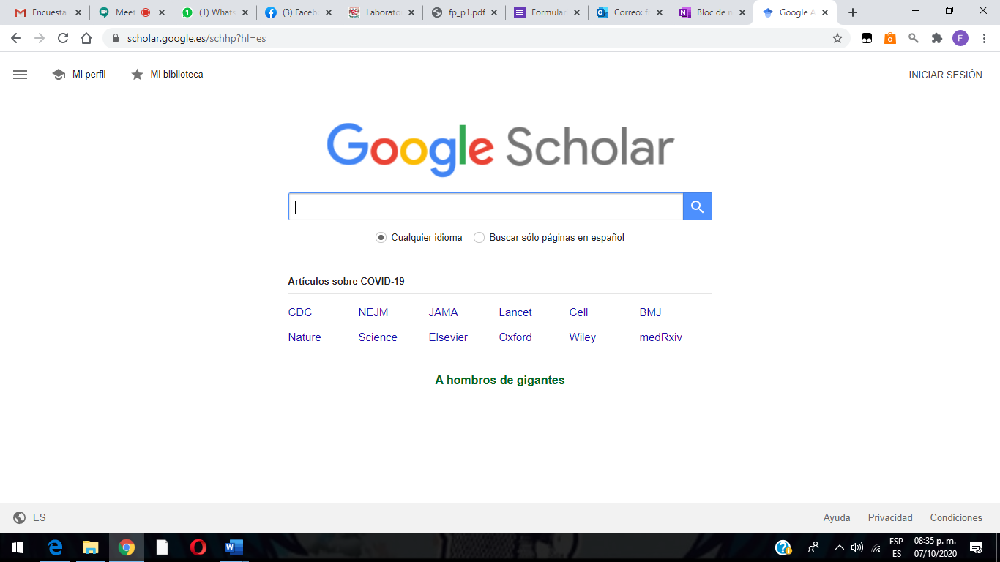 Encuesta
Meet
(1) Whats
(3) Faceb
Laborato
fp_p1.pdf
Formular
Correo: f
Bloc de n
Google A
scholar.google.es/schhp?hl=es
F
Mi perfil
Mi biblioteca
INICIAR SESIÓN
Google Scholar
Cualquier idioma
Buscar sólo páginas en español
Artículos sobre COVID-19
CDC NEJM JAMA Lancet Cell BMJ
Nature Science Elsevier Oxford Wiley medRxiv
A hombros de gigantes
ES
Ayuda Privacidad Condiciones
ESP 08:35 p. m.
ES 07/10/2020